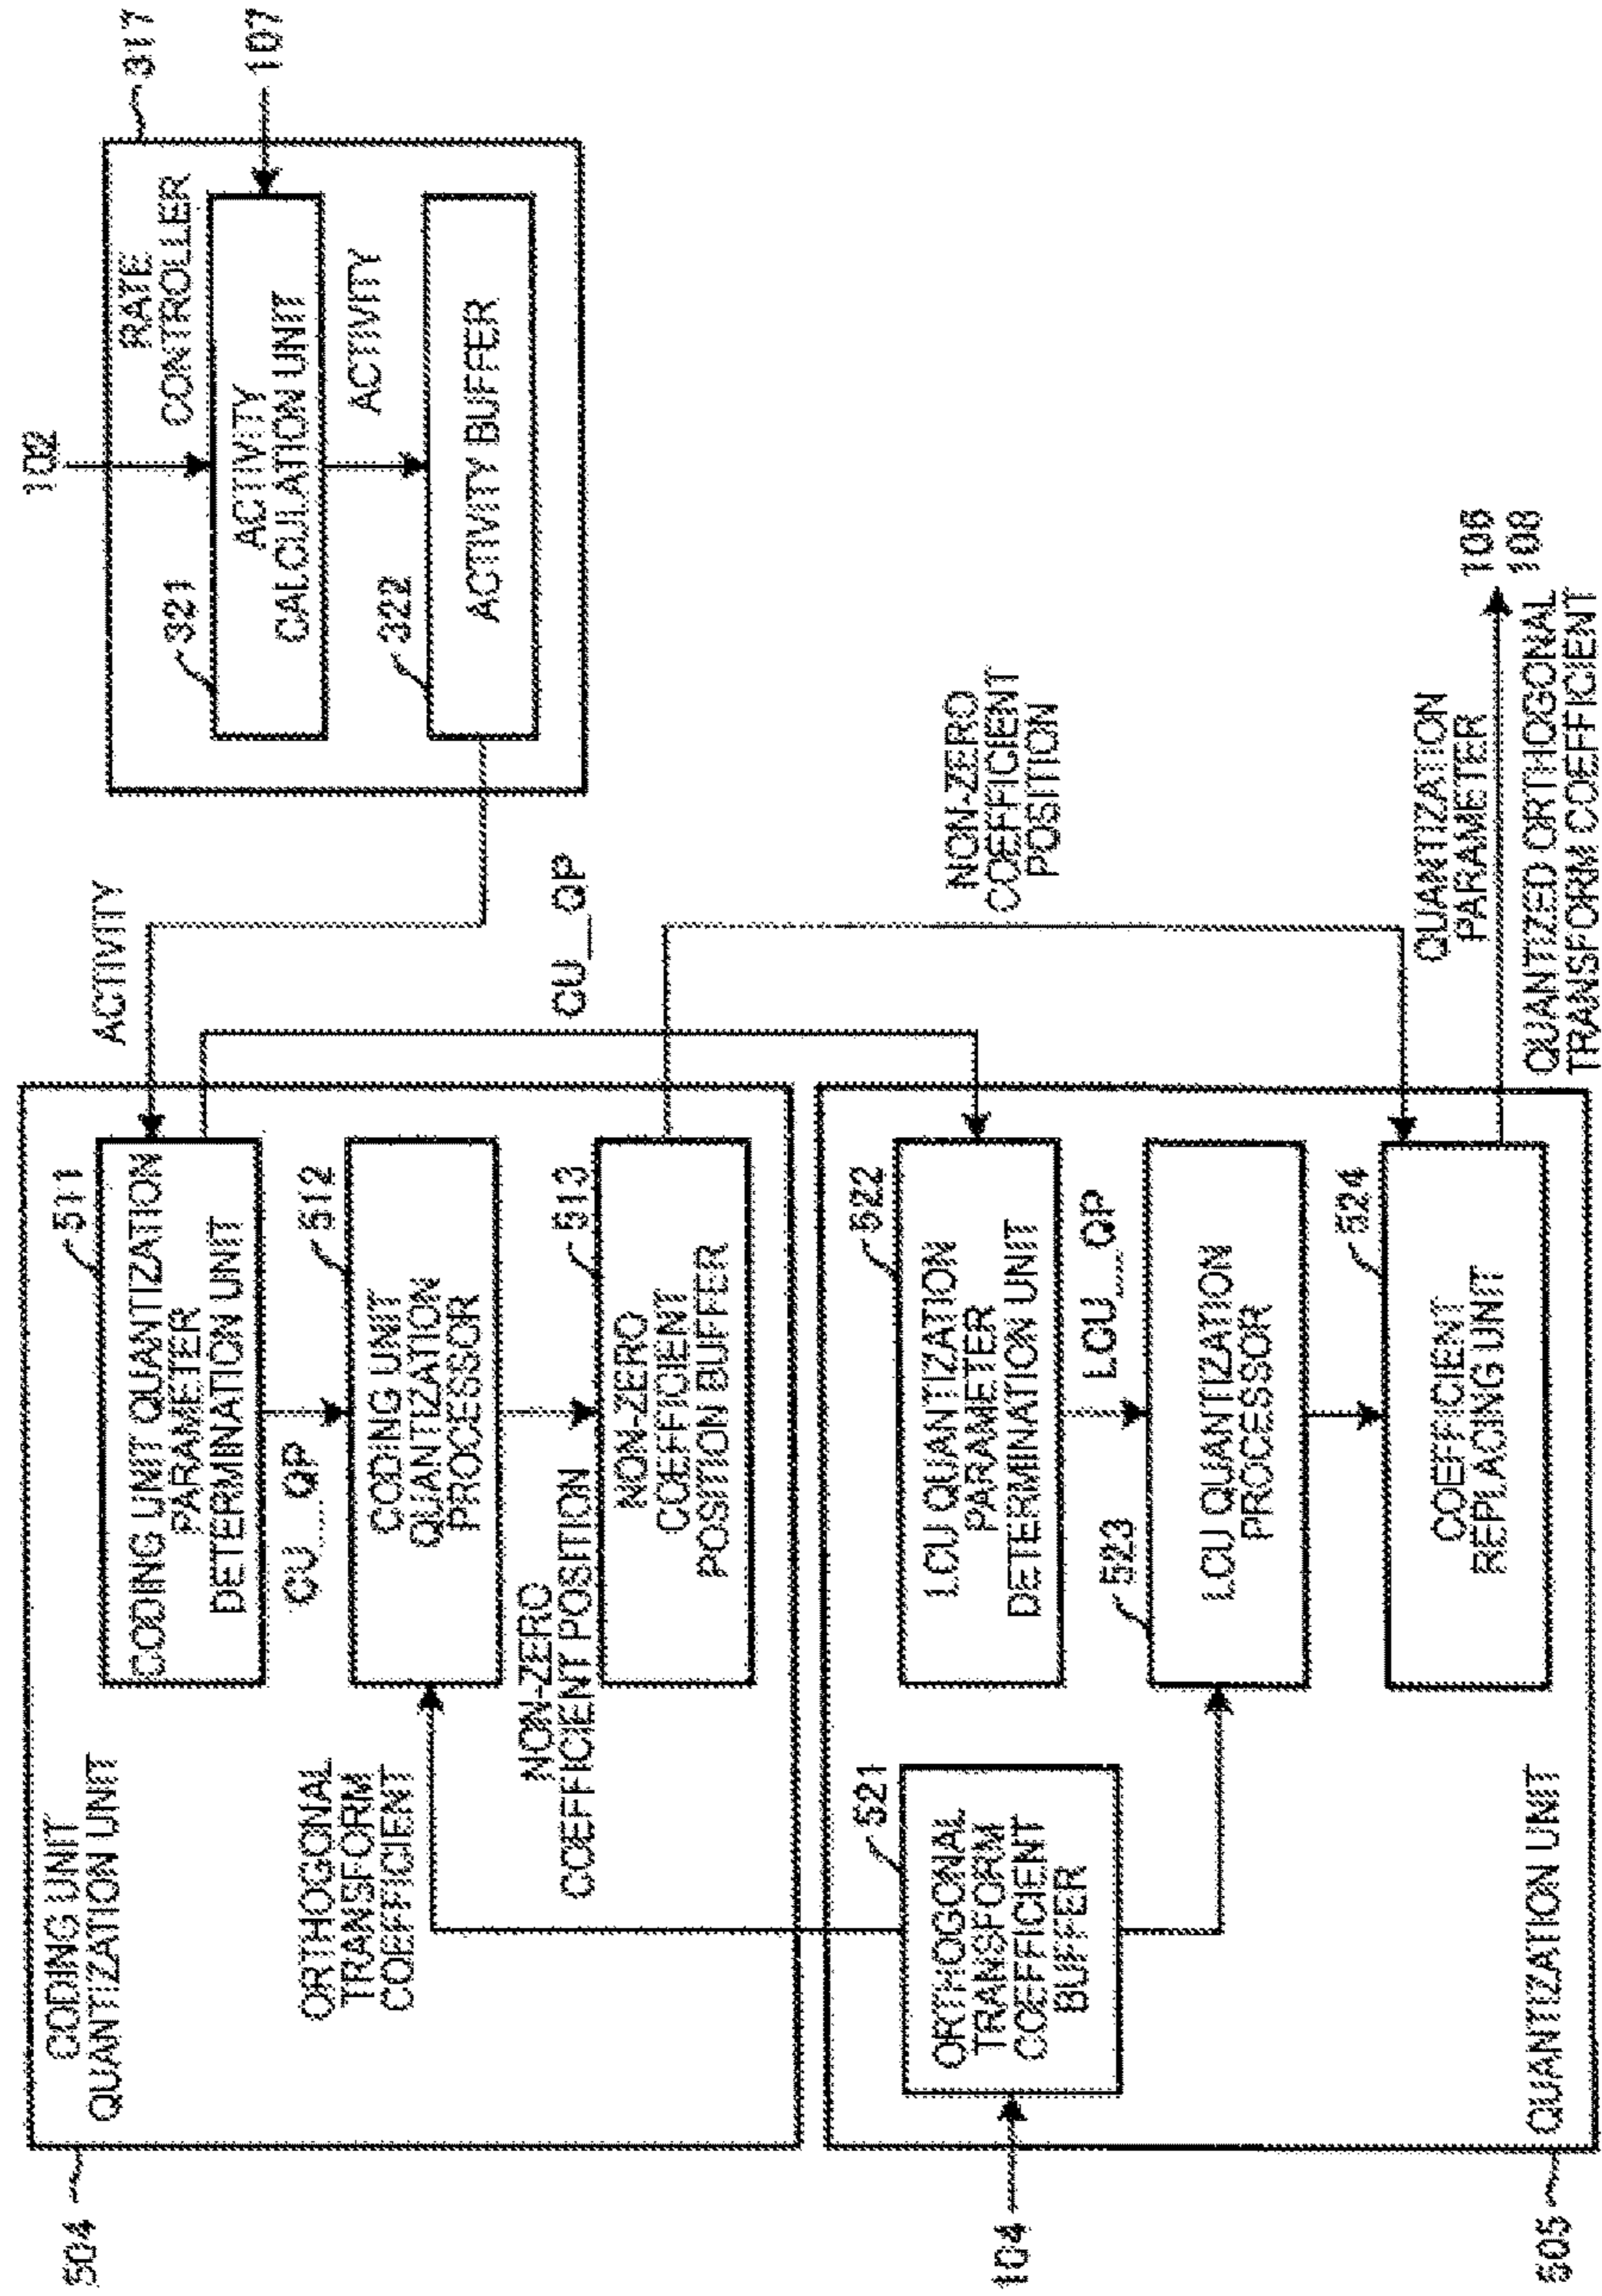 504
CODING UNIT
QUANTIZATION UNIT
511
CODING UNIT QUANTIZATION
PARAMETER
DETERMINATION UNIT
CU_QP
ORTHOGONAL
TRANSFORM
COEFFICIENT
512
CODING UNIT
QUANTIZATION
PROCESSOR
NON-ZERO
COEFFICIENT POSITION
513
NON-ZERO
COEFFICIENT
POSITION BUFFER
ACTIVITY
CU_QP
102
317
RATE
CONTROLLER
107
321
ACTIVITY
CALCULATION UNIT
ACTIVITY
322
ACTIVITY BUFFER
104
521
ORTHOGONAL
TRANSFORM
COEFFICIENT
BUFFER
522
LCU QUANTIZATION
PARAMETER
DETERMINATION UNIT
LCU_QP
523
LCU QUANTIZATION
PROCESSOR
524
COEFFICIENT
REPLACING UNIT
NON-ZERO
COEFFICIENT
POSITION
QUANTIZATION
PARAMETER
106
108
QUANTIZED ORTHOGONAL
TRANSFORM COEFFICIENT
505
QUANTIZATION UNIT